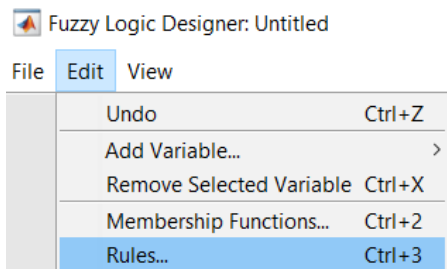 Fuzzy Logic Designer: Untitled
File Edit View
Undo Ctrl+Z
Add Variable... >
Remove Selected Variable Ctrl+X
Membership Functions... Ctrl+2
Rules... Ctrl+3